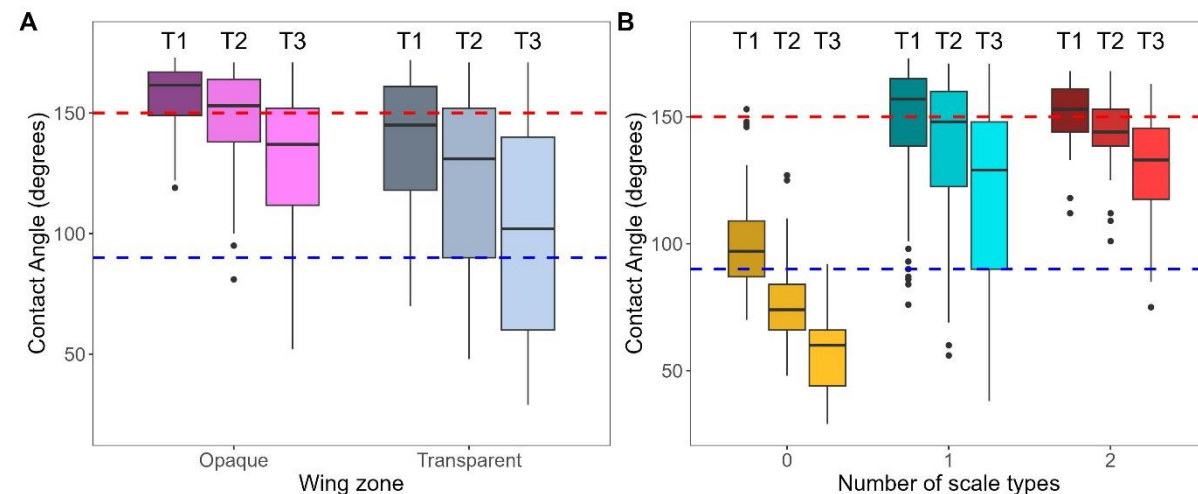 A
T1 T2 T3 T1 T2 T3
Contact Angle (degrees)
150
100
50
Opaque Transparent
Wing zone
B
T1 T2 T3 T1 T2 T3 T1 T2 T3
Contact Angle (degrees)
150
100
50
0 1 2
Number of scale types